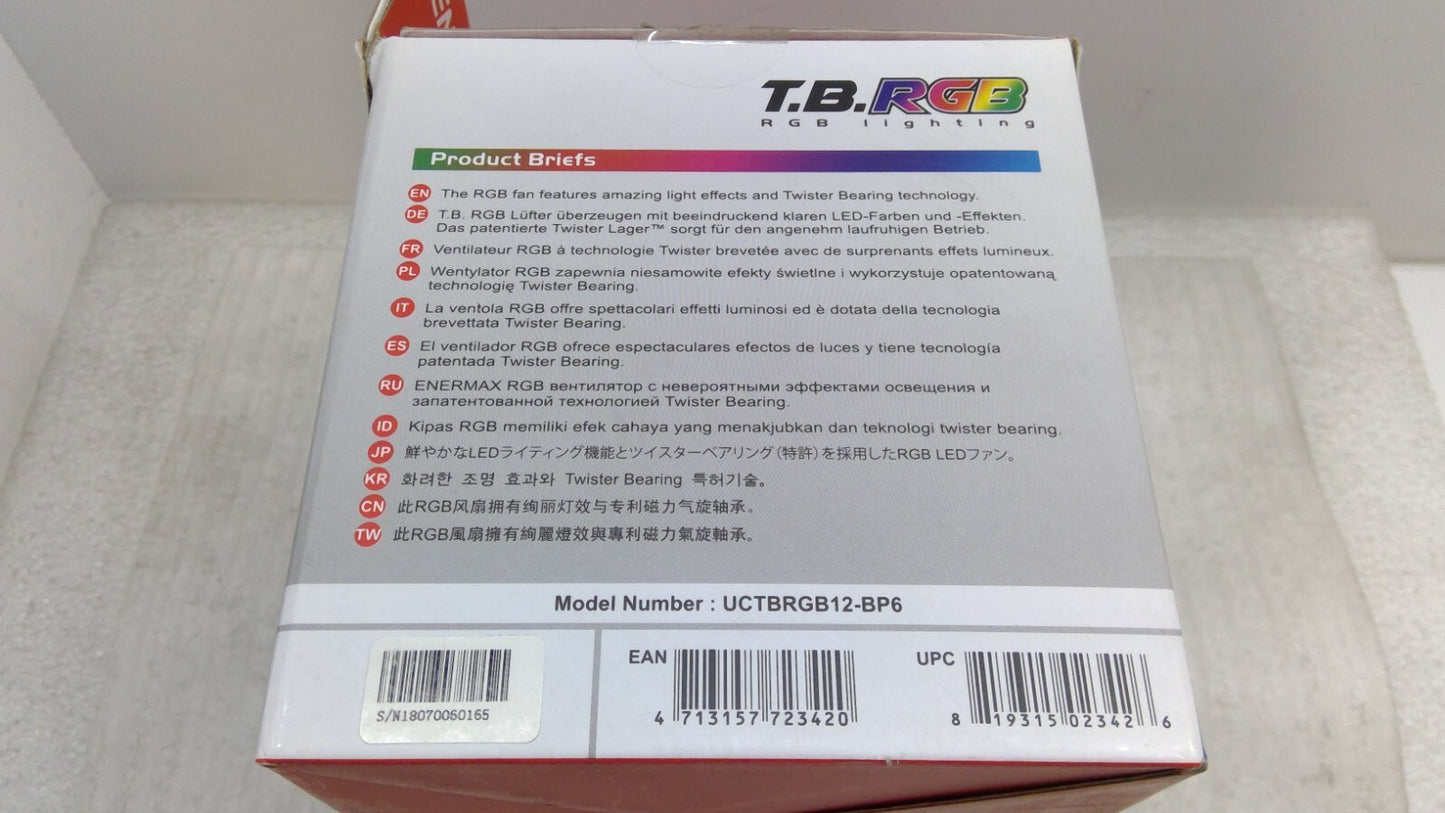 EN
T.B.RGB
RGB lighting
Product Briefs
EN The RGB fan features amazing light effects and Twister Bearing technology.
DE T.B. RGB Lüfter überzeugen mit beeindruckend klaren LED-Farben und -Effekten.
Das patentierte Twister Lager™ sorgt für den angenehm laufruhigen Betrieb.
FR Ventilateur RGB à technologie Twister brevetée avec de surprenants effets lumineux.
PL Wentylator RGB zapewnia niesamowite efekty świetlne i wykorzystuje opatentowaną
technologię Twister Bearing.
IT La ventola RGB offre spettacolari effetti luminosi ed è dotata della tecnologia
brevettata Twister Bearing.
ES El ventilador RGB ofrece espectaculares efectos de luces y tiene tecnología
patentada Twister Bearing.
RU ENERMAX RGB вентилятор с невероятными эффектами освещения и
запатентованной технологией Twister Bearing.
ID Kipas RGB memiliki efek cahaya yang menakjubkan dan teknologi twister bearing.
JP 鮮やかなLEDライティング機能とツイスターベアリング(特許)を採用したRGB LEDファン。
KR 화려한 조명 효과와 Twister Bearing 특허기술。
CN 此RGB风扇拥有绚丽灯效与专利磁力气旋轴承。
TW 此RGB風扇擁有絢麗燈效與專利磁力氣旋軸承。
Model Number : UCTBRGB12-BP6
S/N18070060165
EAN 4 713157 723420
UPC 8 19315 02342 6